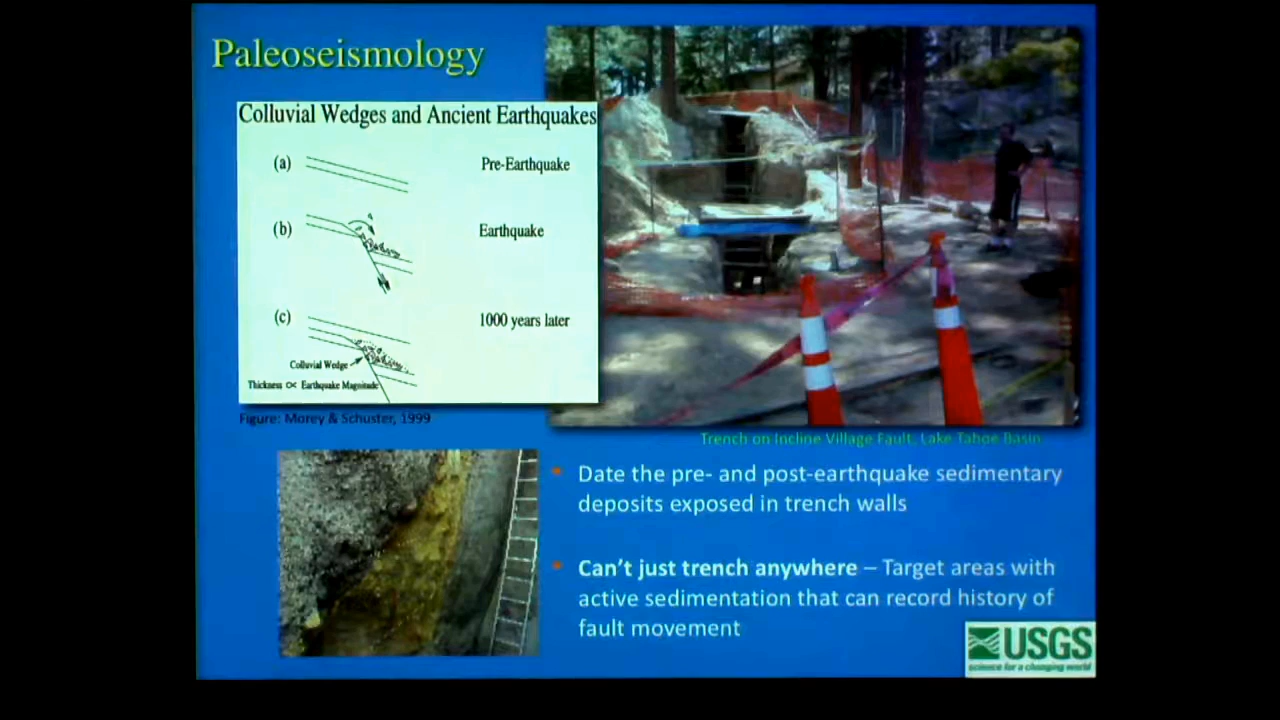 Paleoseismology
Colluvial Wedges and Ancient Earthquakes
(a) Pre-Earthquake
(b) Earthquake
(c) 1000 years later
Colluvial Wedge
Thickness ∝ Earthquake Magnitude
Figure: Morey & Schuster, 1999
Trench on Incline Village Fault, Lake Tahoe Basin
Date the pre- and post-earthquake sedimentary
deposits exposed in trench walls
Can't just trench anywhere – Target areas with
active sedimentation that can record history of
fault movement
USGS
science for a changing world